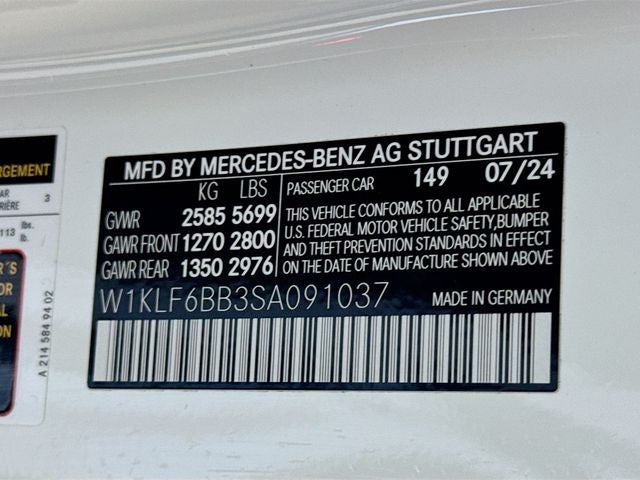 RGEMENT
3
113 lbs.
lb.
A 214 584 94 02
MFD BY MERCEDES-BENZ AG STUTTGART
KG LBS
PASSENGER CAR 149 07/24
GVWR 2585 5699
GAWR FRONT 1270 2800
GAWR REAR 1350 2976
THIS VEHICLE CONFORMS TO ALL APPLICABLE
U.S. FEDERAL MOTOR VEHICLE SAFETY, BUMPER
AND THEFT PREVENTION STANDARDS IN EFFECT
ON THE DATE OF MANUFACTURE SHOWN ABOVE
W1KLF6BB3SA091037
MADE IN GERMANY